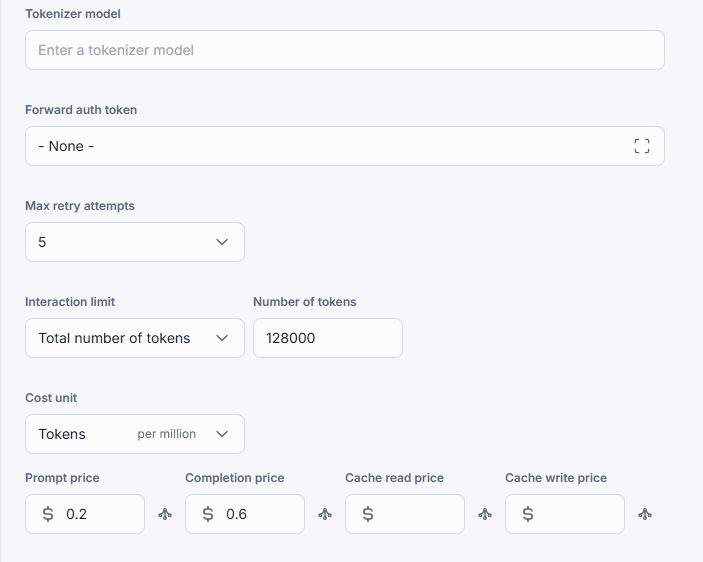 Tokenizer model
Enter a tokenizer model
Forward auth token
- None -
Max retry attempts
5
Interaction limit Number of tokens
Total number of tokens 128000
Cost unit
Tokens per million
Prompt price Completion price Cache read price Cache write price
$ 0.2 $ 0.6 $ $